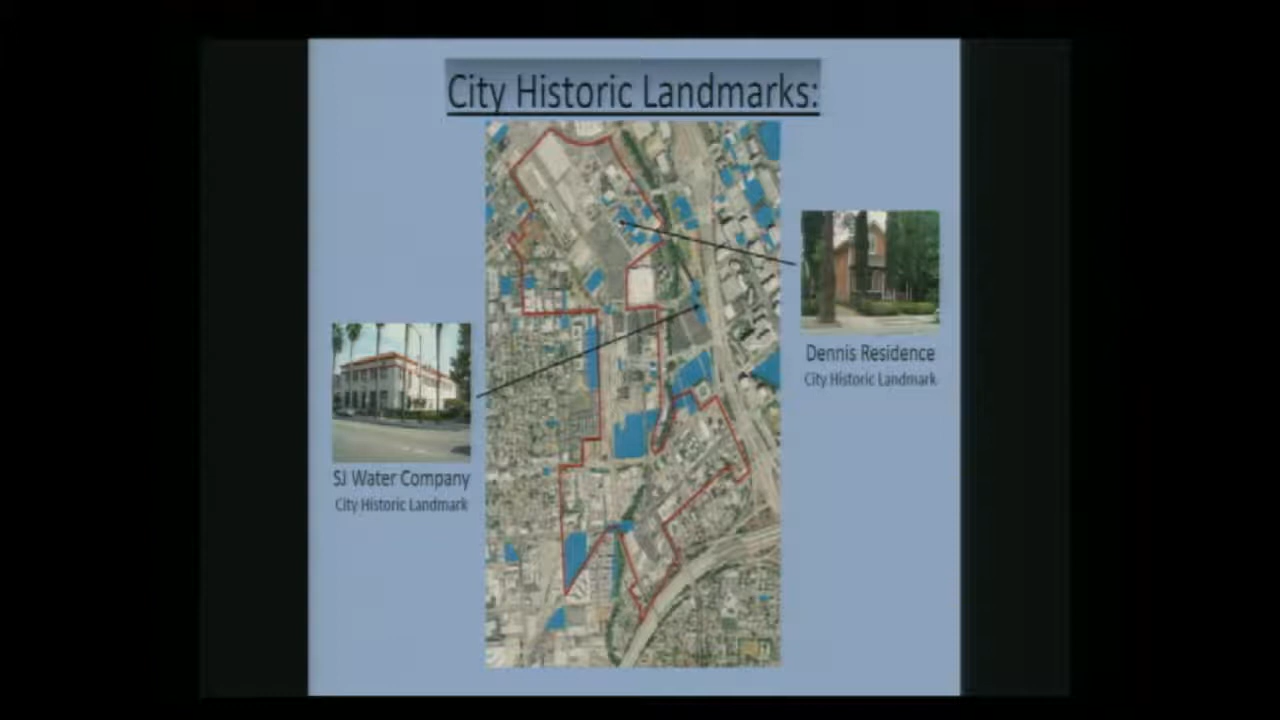 City Historic Landmarks:
Dennis Residence
City Historic Landmark
SJ Water Company
City Historic Landmark